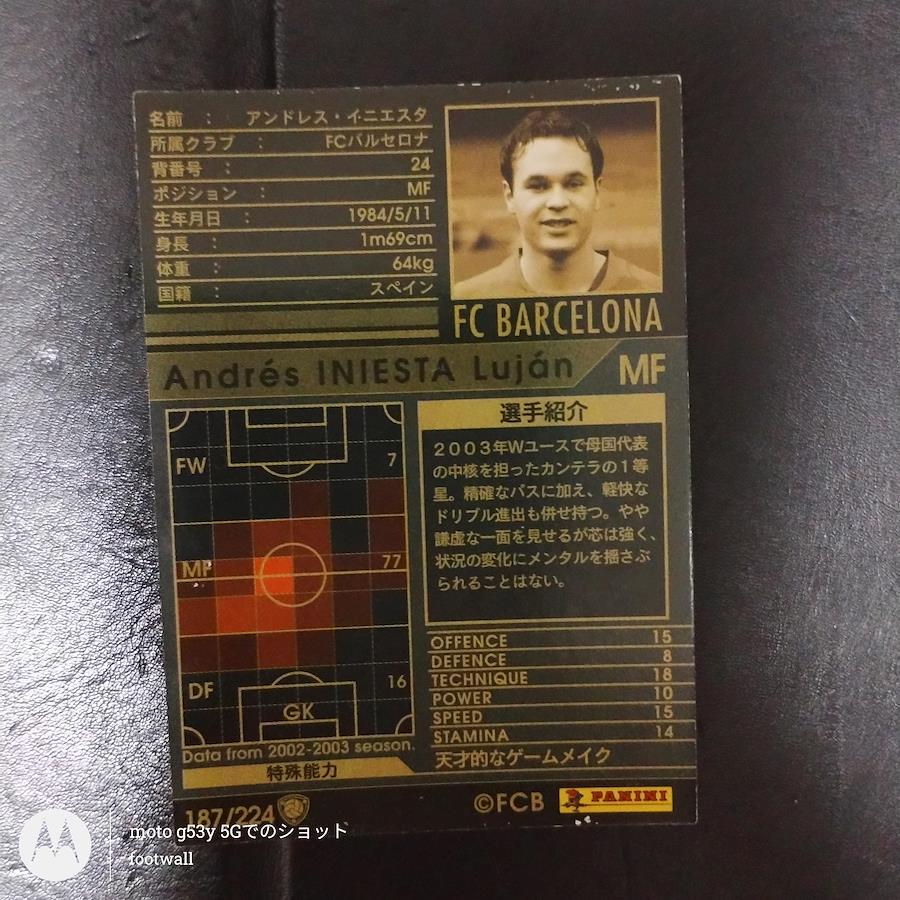 名前 : アンドレス・イニエスタ
所属クラブ : FCバルセロナ
背番号 : 24
ポジション : MF
生年月日 : 1984/5/11
身長 : 1m69cm
体重 : 64kg
国籍 : スペイン
FC BARCELONA
Andrés INIESTA Luján MF
FW 7
MF 77
DF 16
GK
Data from 2002-2003 season.
特殊能力
選手紹介
2003年Wユースで母国代表
の中核を担ったカンテラの1等
星。精確なパスに加え、軽快な
ドリブル進出も併せ持つ。やや
謙虚な一面を見せるが芯は強く、
状況の変化にメンタルを揺さぶ
られることはない。
OFFENCE 15
DEFENCE 8
TECHNIQUE 18
POWER 10
SPEED 15
STAMINA 14
天才的なゲームメイク
187/224
©FCB PANINI
moto g53y 5Gでのショット
footwall